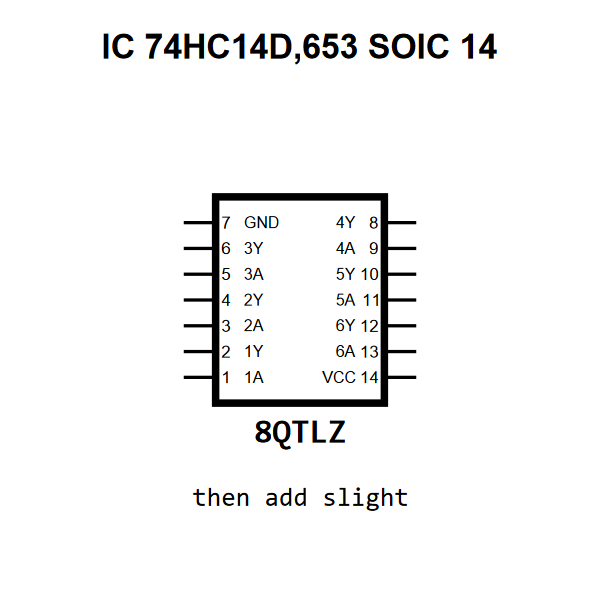 IC 74HC14D,653 SOIC 14
7 GND 4Y 8
6 3Y 4A 9
5 3A 5Y 10
4 2Y 5A 11
3 2A 6Y 12
2 1Y 6A 13
1 1A VCC 14
8QTLZ
then add slight